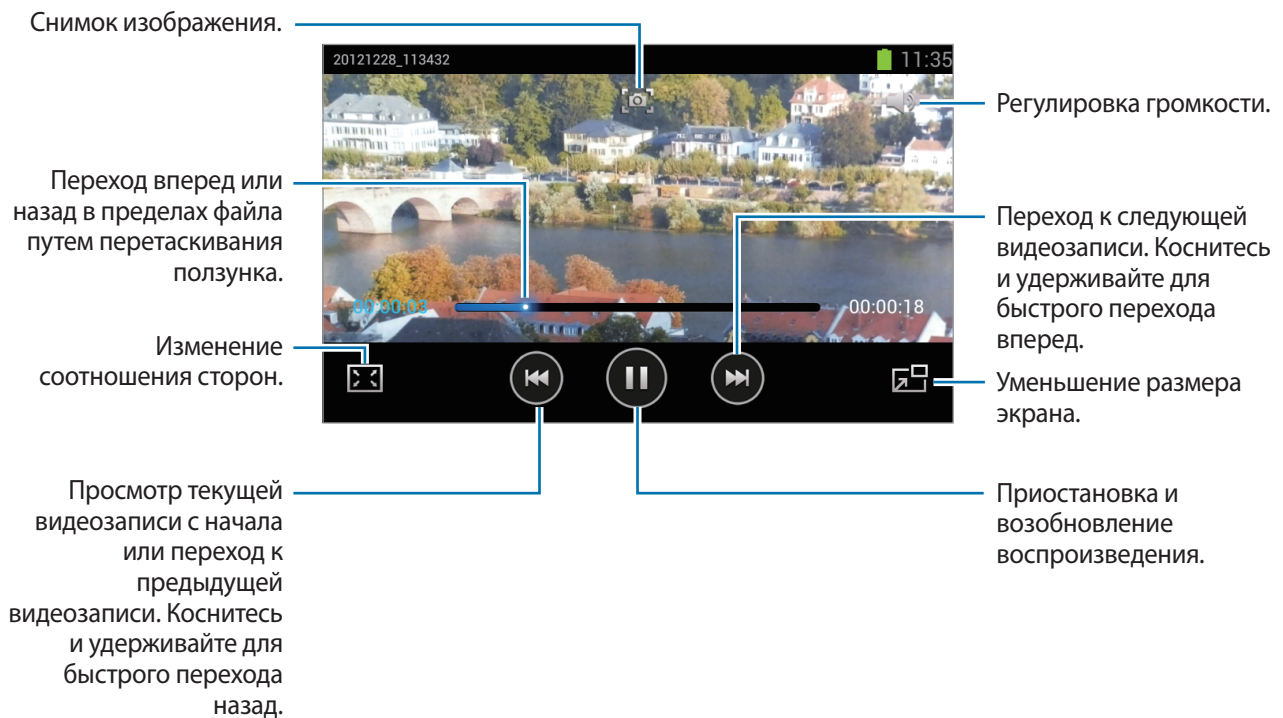 Снимок изображения.
20121228_113432
11:35
Регулировка громкости.
Переход вперед или
назад в пределах файла
путем перетаскивания
ползунка.
Переход к следующей
видеозаписи. Коснитесь
и удерживайте для
быстрого перехода
вперед.
00:00:03
00:00:18
Изменение
соотношения сторон.
Уменьшение размера
экрана.
Просмотр текущей
видеозаписи с начала
или переход к
предыдущей
видеозаписи. Коснитесь
и удерживайте для
быстрого перехода
назад.
Приостановка и
возобновление
воспроизведения.